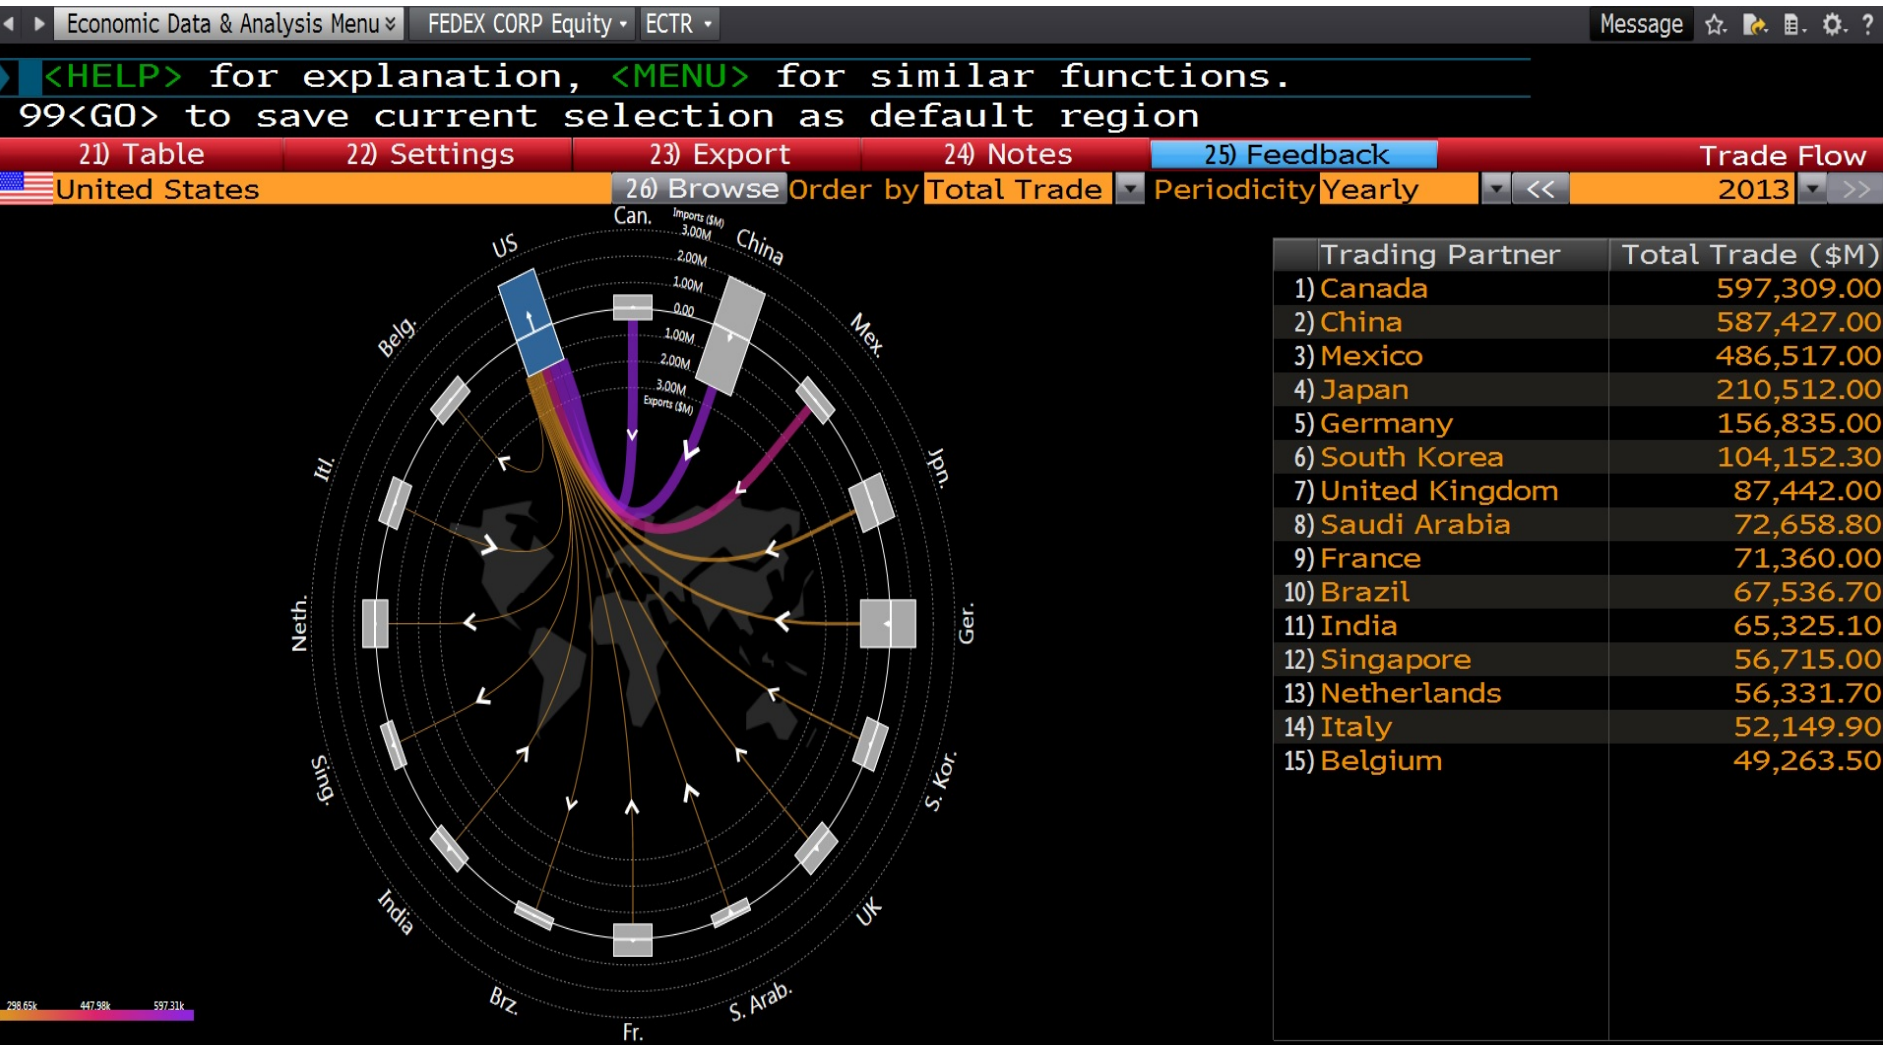 Economic Data & Analysis Menu FEDEX CORP Equity ECTR Message ?
<HELP> for explanation, <MENU> for similar functions.
99<GO> to save current selection as default region
21) Table 22) Settings 23) Export 24) Notes 25) Feedback Trade Flow
United States 26) Browse Order by Total Trade Periodicity Yearly << 2013 >>
Can.
Imports ($M)
3.00M
2.00M
1.00M
0.00
1.00M
2.00M
3.00M
Exports ($M)
China
Mex.
Jpn.
Ger.
S. Kor.
UK
S. Arab.
Fr.
Brz.
India
Sing.
Neth.
Itl.
Belg.
US
298.65k 447.98k 597.31k
Trading Partner Total Trade ($M)
1) Canada 597,309.00
2) China 587,427.00
3) Mexico 486,517.00
4) Japan 210,512.00
5) Germany 156,835.00
6) South Korea 104,152.30
7) United Kingdom 87,442.00
8) Saudi Arabia 72,658.80
9) France 71,360.00
10) Brazil 67,536.70
11) India 65,325.10
12) Singapore 56,715.00
13) Netherlands 56,331.70
14) Italy 52,149.90
15) Belgium 49,263.50